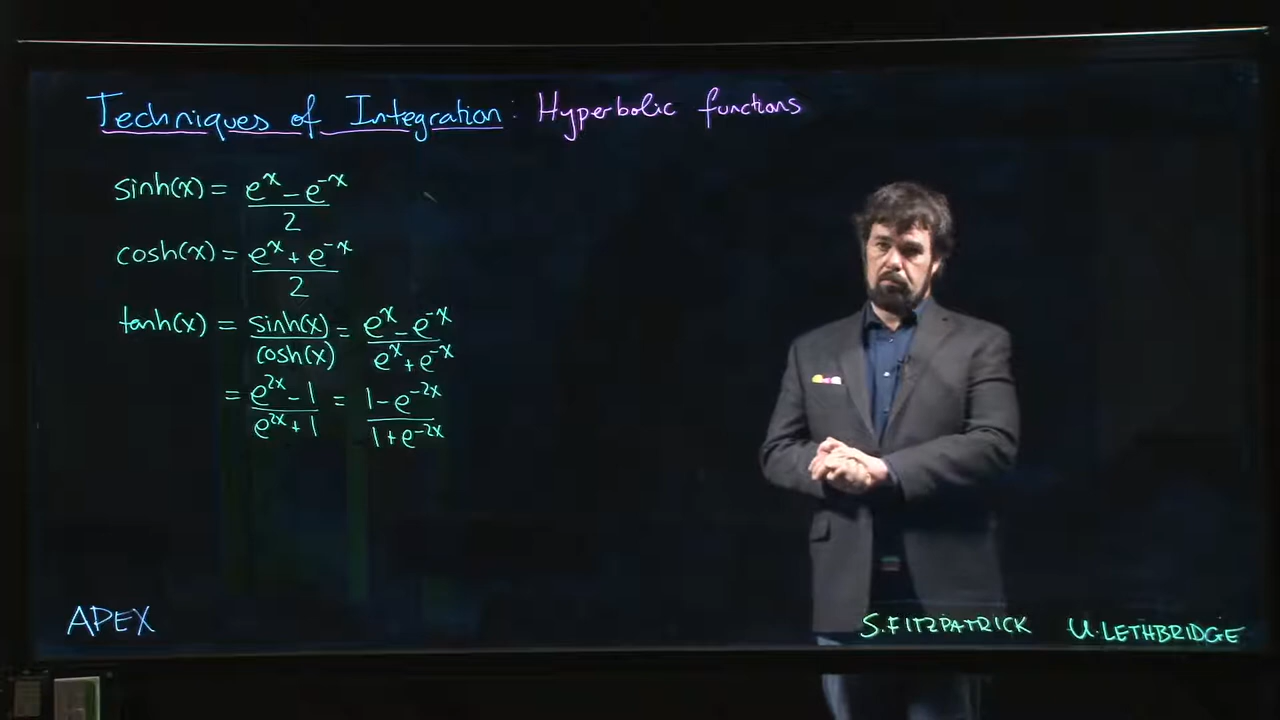 Techniques of Integration: Hyperbolic functions
sinh(x) = (e^x - e^-x)/2
cosh(x) = (e^x + e^-x)/2
tanh(x) = sinh(x)/cosh(x) = (e^x - e^-x)/(e^x + e^-x)
= (e^2x - 1)/(e^2x + 1) = (1 - e^-2x)/(1 + e^-2x)
APEX
S. FITZPATRICK U. LETHBRIDGE